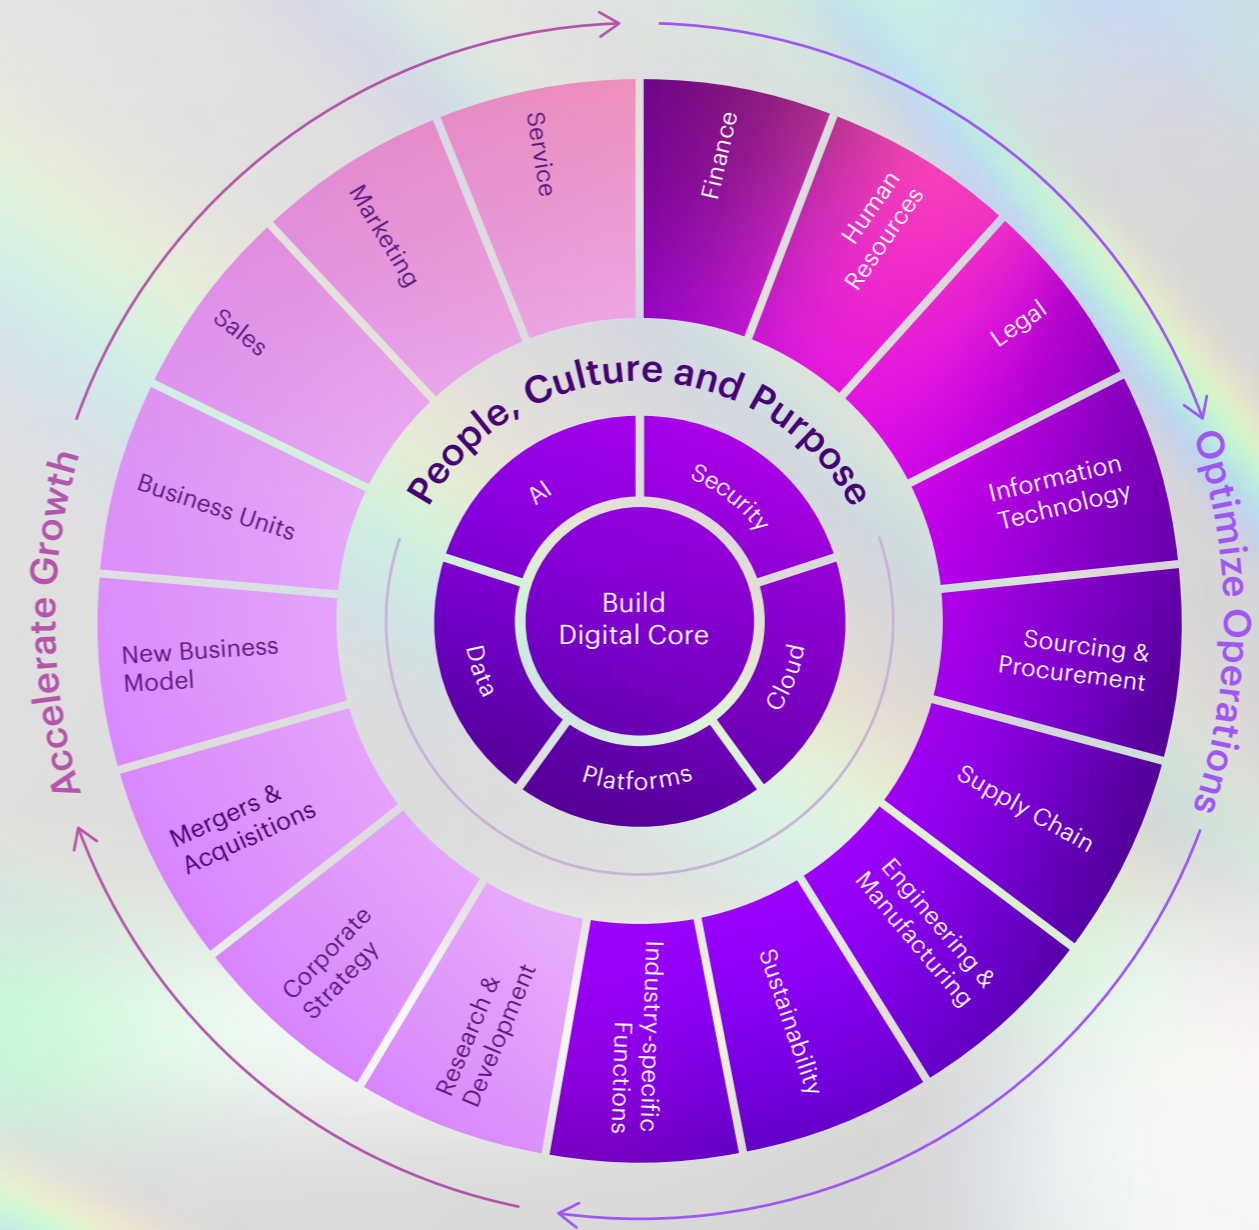 Accelerate Growth
Optimize Operations
Finance
Human
Resources
Legal
Information
Technology
Sourcing &
Procurement
Supply Chain
Engineering &
Manufacturing
Sustainability
Industry-specific
Functions
Research &
Development
Corporate
Strategy
Mergers &
Acquisitions
New Business
Model
Business Units
Sales
Marketing
Service
People, Culture and Purpose
Security
Cloud
Platforms
Data
AI
Build
Digital Core